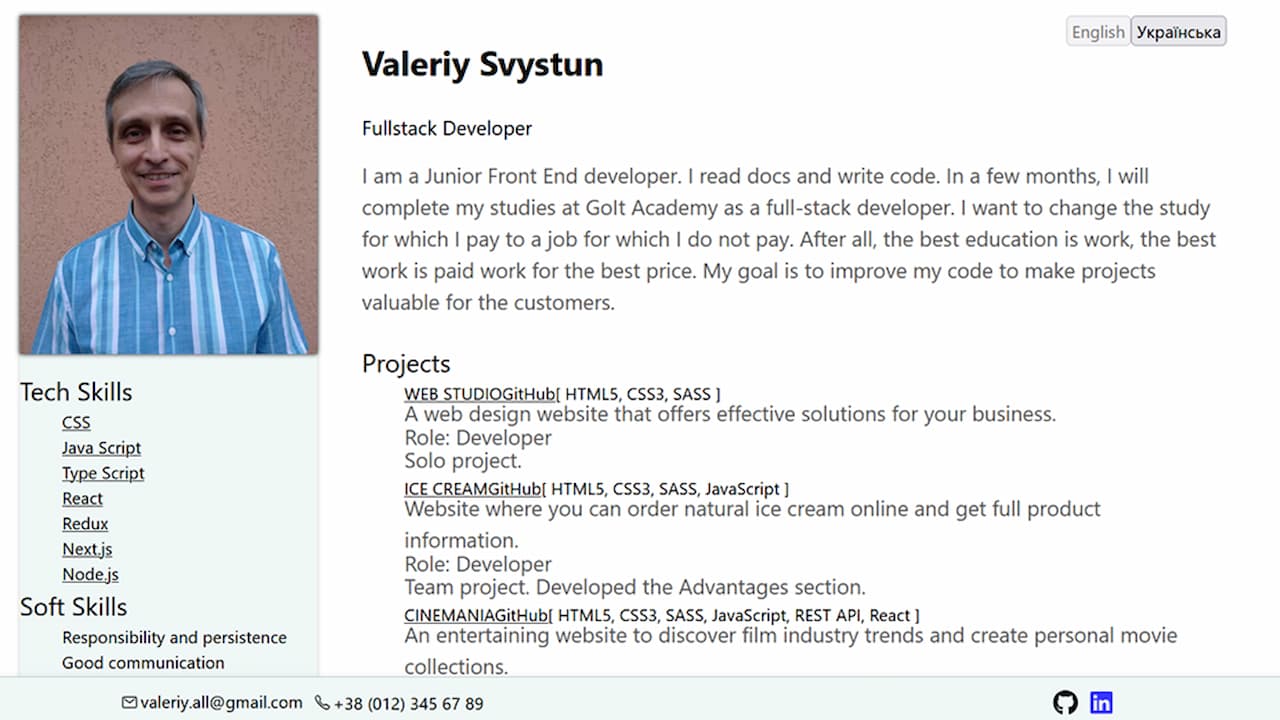 English Українська
Valeriy Svystun
Fullstack Developer
I am a Junior Front End developer. I read docs and write code. In a few months, I will
complete my studies at GoIt Academy as a full-stack developer. I want to change the study
for which I pay to a job for which I do not pay. After all, the best education is work, the best
work is paid work for the best price. My goal is to improve my code to make projects
valuable for the customers.
Tech Skills
CSS
Java Script
Type Script
React
Redux
Next.js
Node.js
Soft Skills
Responsibility and persistence
Good communication
Projects
WEB STUDIOGitHub[ HTML5, CSS3, SASS ]
A web design website that offers effective solutions for your business.
Role: Developer
Solo project.
ICE CREAMGitHub[ HTML5, CSS3, SASS, JavaScript ]
Website where you can order natural ice cream online and get full product
information.
Role: Developer
Team project. Developed the Advantages section.
CINEMANIAGitHub[ HTML5, CSS3, SASS, JavaScript, REST API, React ]
An entertaining website to discover film industry trends and create personal movie
collections.
valeriy.all@gmail.com +38 (012) 345 67 89
in